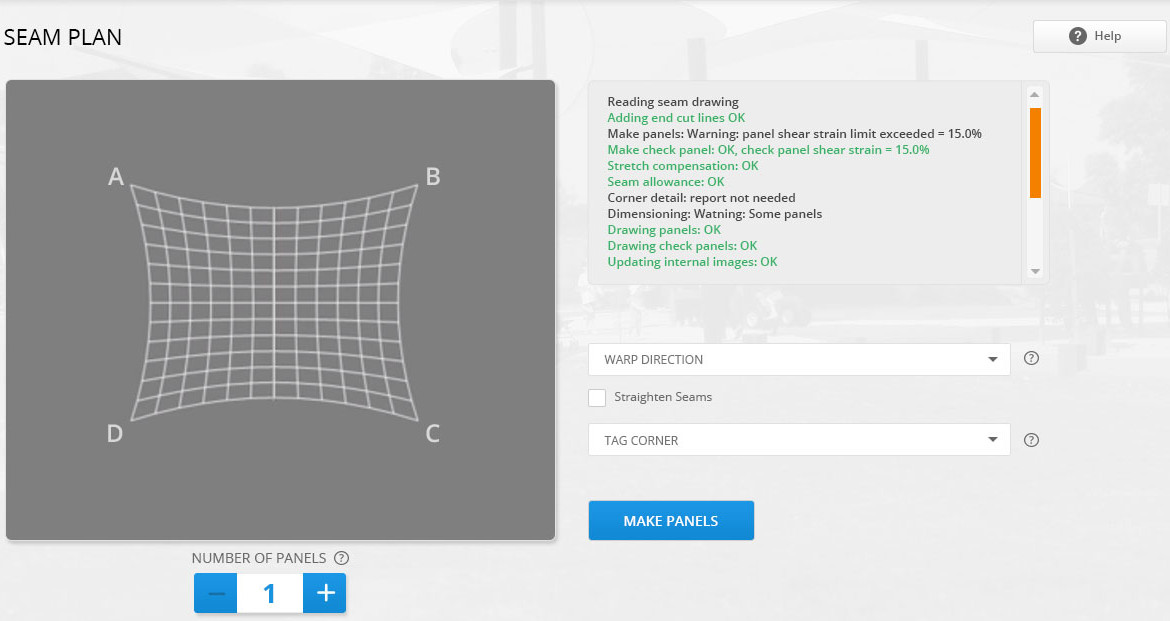 SEAM PLAN
? Help
A
B
D
C
NUMBER OF PANELS ?
− 1 +
Reading seam drawing
Adding end cut lines OK
Make panels: Warning: panel shear strain limit exceeded = 15.0%
Make check panel: OK, check panel shear strain = 15.0%
Stretch compensation: OK
Seam allowance: OK
Corner detail: report not needed
Dimensioning: Watning: Some panels
Drawing panels: OK
Drawing check panels: OK
Updating internal images: OK
WARP DIRECTION ?
Straighten Seams
TAG CORNER ?
MAKE PANELS